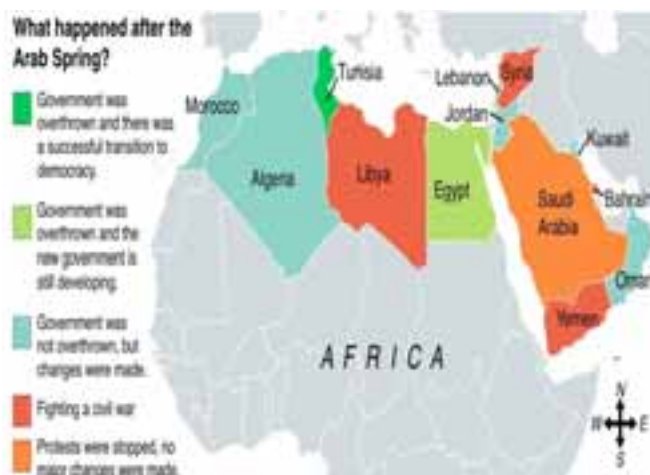 What happened after the
Arab Spring?
Government was
overthrown and there was
a successful transition to
democracy.
Government was
overthrown and the
new government is
still developing.
Government was
not overthrown, but
changes were made.
Fighting a civil war
Protests were stopped, no
major changes were made.
Tunisia
Lebanon
Syria
Morocco
Jordan
Kuwait
Algeria
Libya
Egypt
Saudi
Arabia
Bahrain
Oman
Yemen
AFRICA
N
W
E
S